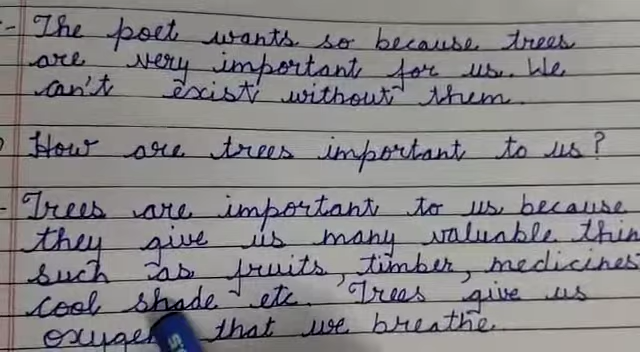 :- The poet wants so because trees
are very important for us. We
can't exist without them.
How are trees important to us?
- Trees are important to us because
they give us many valuable thin
such as fruits, timber, medicines
cool shade etc. Trees give us
oxygen that we breathe.